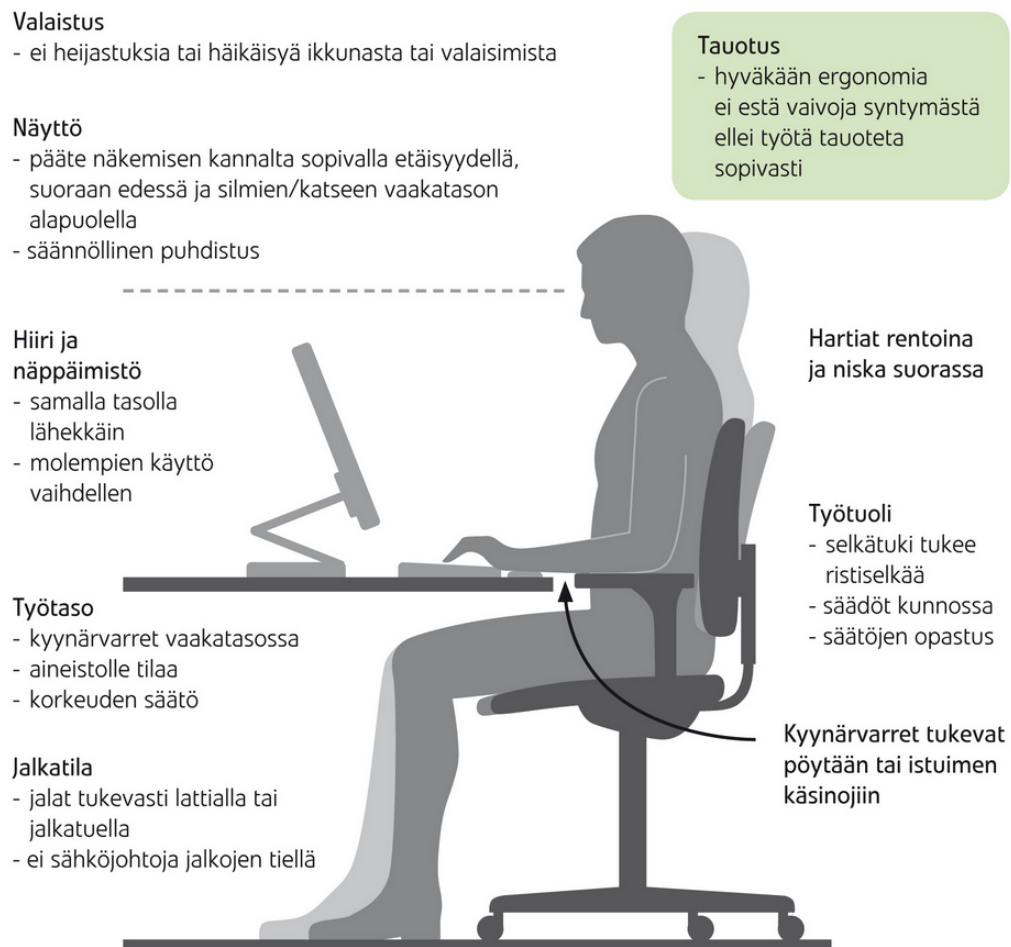 Valaistus
- ei heijastuksia tai häikäisyä ikkunasta tai valaisimista
Tauotus
- hyväkään ergonomia
ei estä vaivoja syntymästä
ellei työtä tauoteta
sopivasti
Näyttö
- pääte näkemisen kannalta sopivalla etäisyydellä,
suoraan edessä ja silmien/katseen vaakatason
alapuolella
- säännöllinen puhdistus
Hiiri ja
näppäimistö
- samalla tasolla
lähekkäin
- molempien käyttö
vaihdellen
Hartiat rentoina
ja niska suorassa
Työtuoli
- selkätuki tukee
ristiselkää
- säädöt kunnossa
- säätöjen opastus
Työtaso
- kyynärvarret vaakatasossa
- aineistolle tilaa
- korkeuden säätö
Kyynärvarret tukevat
pöytään tai istuimen
käsinojiin
Jalkatila
- jalat tukevasti lattialla tai
jalkatuella
- ei sähköjohtoja jalkojen tiellä